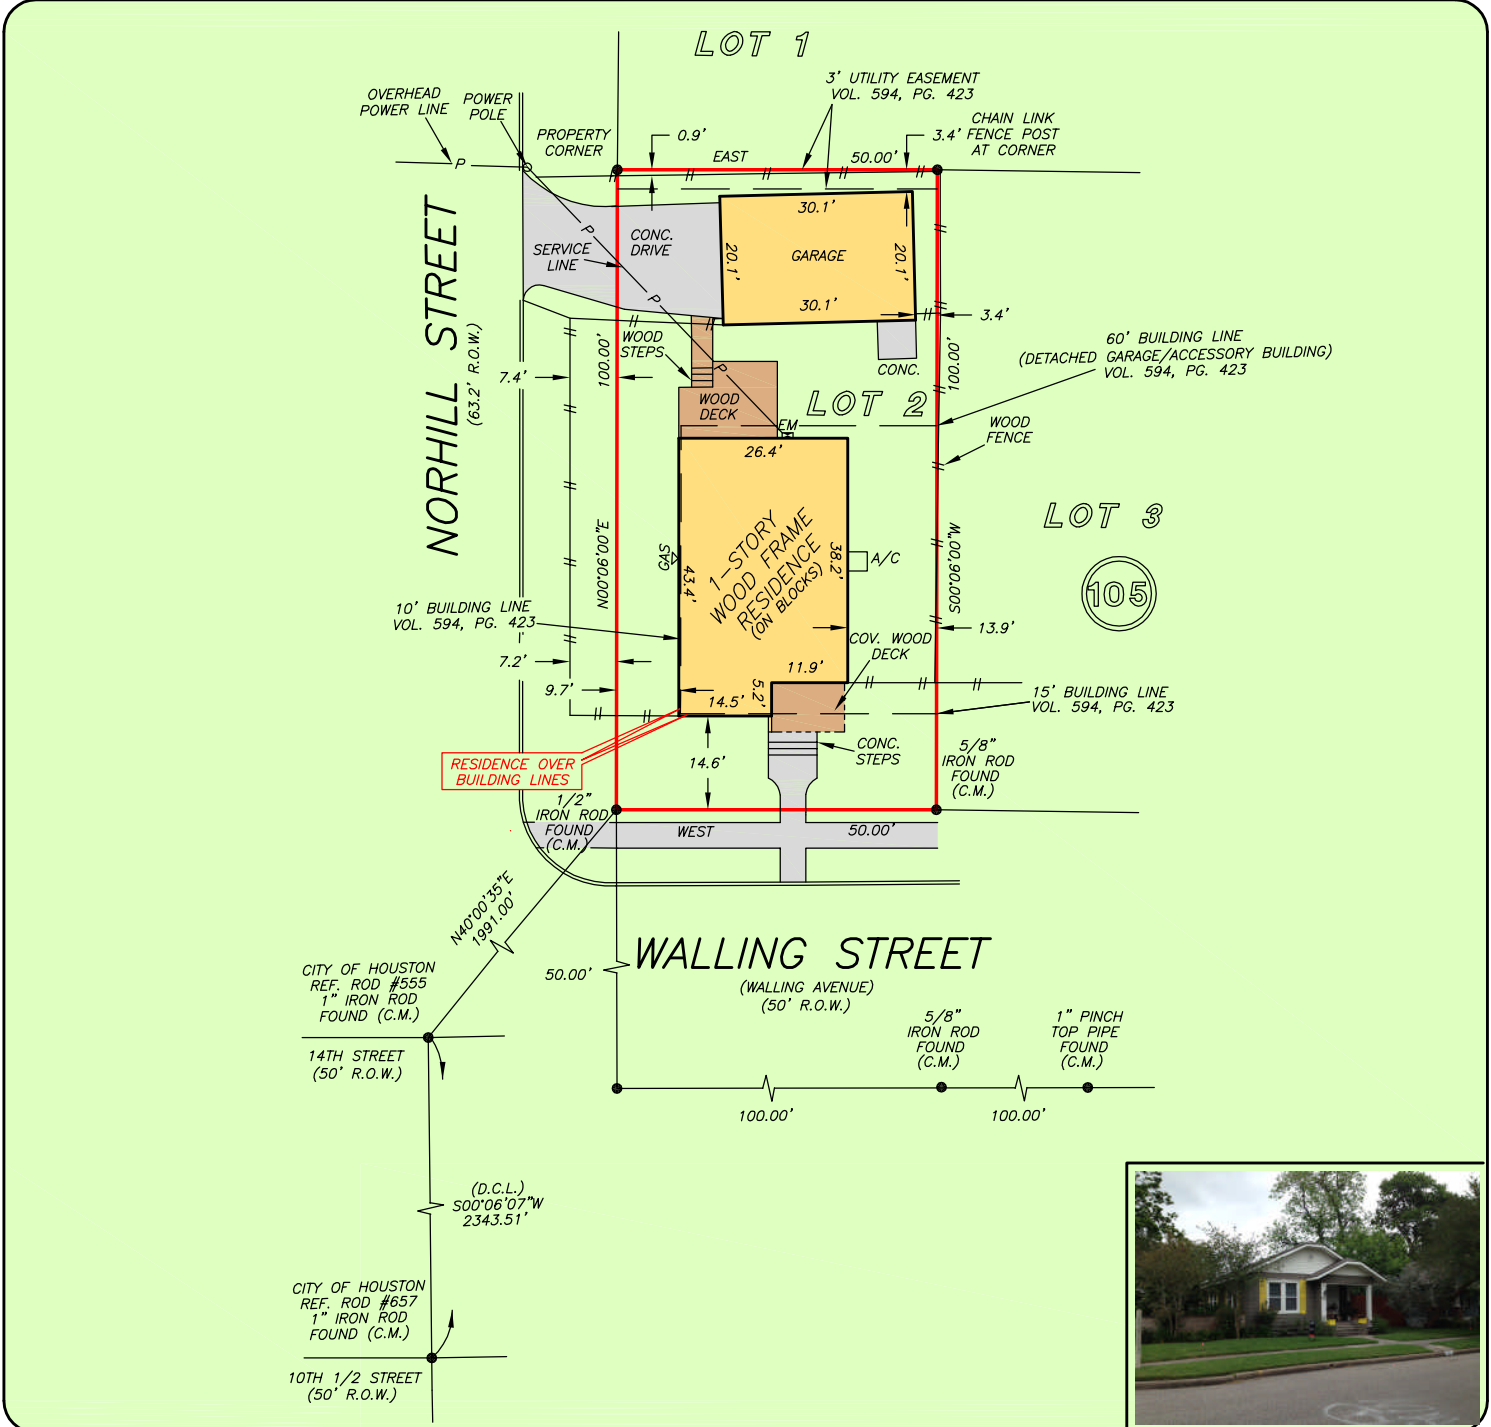 LOT 1
3' UTILITY EASEMENT
VOL. 594, PG. 423
OVERHEAD
POWER LINE
POWER
POLE
PROPERTY
CORNER
0.9'
EAST
50.00'
3.4'
CHAIN LINK
FENCE POST
AT CORNER
P
NORHILL STREET
(63.2' R.O.W.)
30.1'
P
CONC.
DRIVE
SERVICE
LINE
20.1'
GARAGE
20.1'
P
30.1'
3.4'
WOOD
STEPS
100.00'
7.4'
P
CONC.
100.00'
60' BUILDING LINE
(DETACHED GARAGE/ACCESSORY BUILDING)
VOL. 594, PG. 423
WOOD
DECK
LOT 2
EM
WOOD
FENCE
26.4'
LOT 3
105
N00°06'00"E
GAS
43.4'
1-STORY
WOOD FRAME
RESIDENCE
(ON BLOCKS)
38.2'
A/C
S00°06'00"W
10' BUILDING LINE
VOL. 594, PG. 423
13.9'
COV. WOOD
DECK
7.2'
11.9'
9.7'
14.5'
5.2'
15' BUILDING LINE
VOL. 594, PG. 423
RESIDENCE OVER
BUILDING LINES
14.6'
CONC.
STEPS
5/8"
IRON ROD
FOUND
(C.M.)
1/2"
IRON ROD
FOUND
(C.M.)
WEST
50.00'
N40°00'35"E
1991.00'
WALLING STREET
(WALLING AVENUE)
(50' R.O.W.)
50.00'
CITY OF HOUSTON
REF. ROD #555
1" IRON ROD
FOUND (C.M.)
14TH STREET
(50' R.O.W.)
5/8"
IRON ROD
FOUND
(C.M.)
1" PINCH
TOP PIPE
FOUND
(C.M.)
100.00'
100.00'
(D.C.L.)
S00°06'07"W
2343.51'
CITY OF HOUSTON
REF. ROD #657
1" IRON ROD
FOUND (C.M.)
10TH 1/2 STREET
(50' R.O.W.)